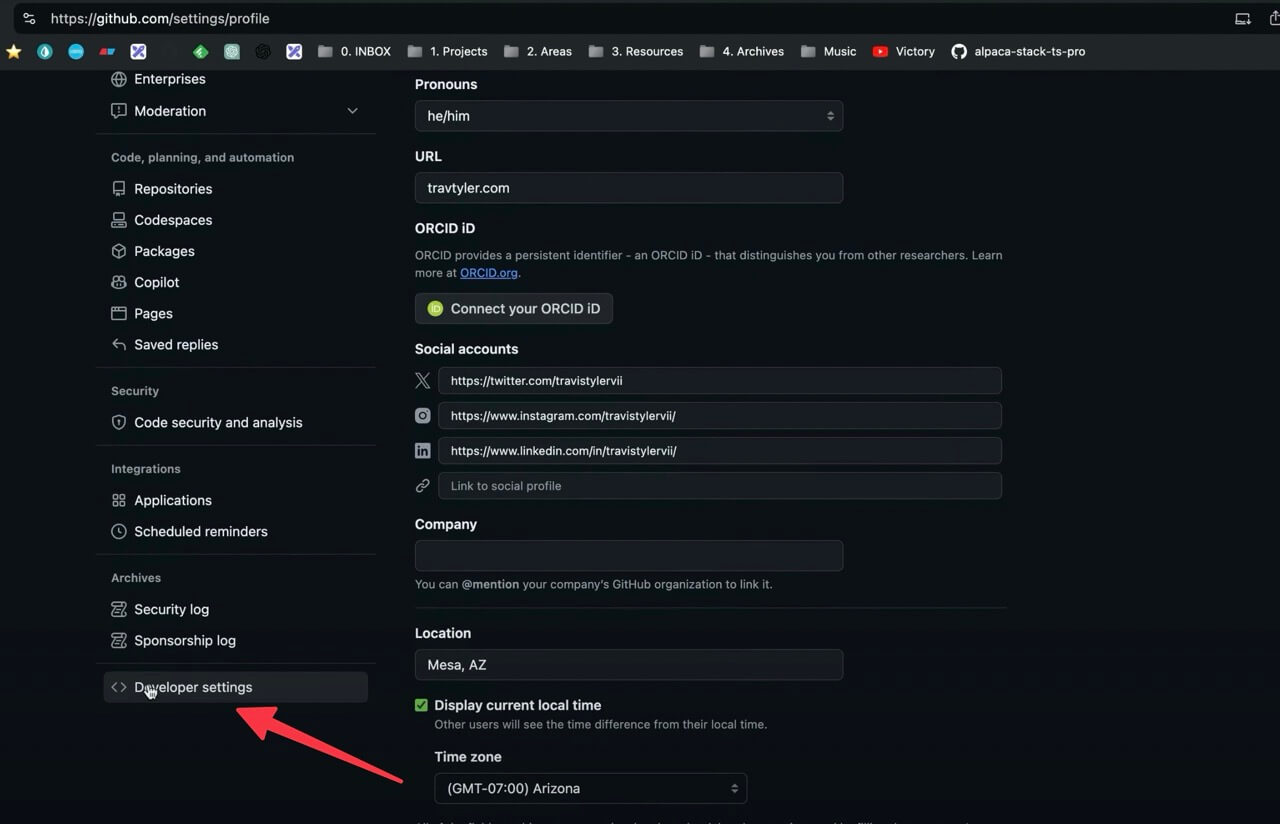 https://github.com/settings/profile
0. INBOX
1. Projects
2. Areas
3. Resources
4. Archives
Music
Victory
alpaca-stack-ts-pro
Enterprises
Moderation
Code, planning, and automation
Repositories
Codespaces
Packages
Copilot
Pages
Saved replies
Security
Code security and analysis
Integrations
Applications
Scheduled reminders
Archives
Security log
Sponsorship log
Developer settings
Pronouns
he/him
URL
travtyler.com
ORCID iD
ORCID provides a persistent identifier - an ORCID iD - that distinguishes you from other researchers. Learn
more at ORCID.org.
iD Connect your ORCID iD
Social accounts
https://twitter.com/travistylervii
https://www.instagram.com/travistylervii/
https://www.linkedin.com/in/travistylervii/
Link to social profile
Company
You can @mention your company's GitHub organization to link it.
Location
Mesa, AZ
Display current local time
Other users will see the time difference from their local time.
Time zone
(GMT-07:00) Arizona